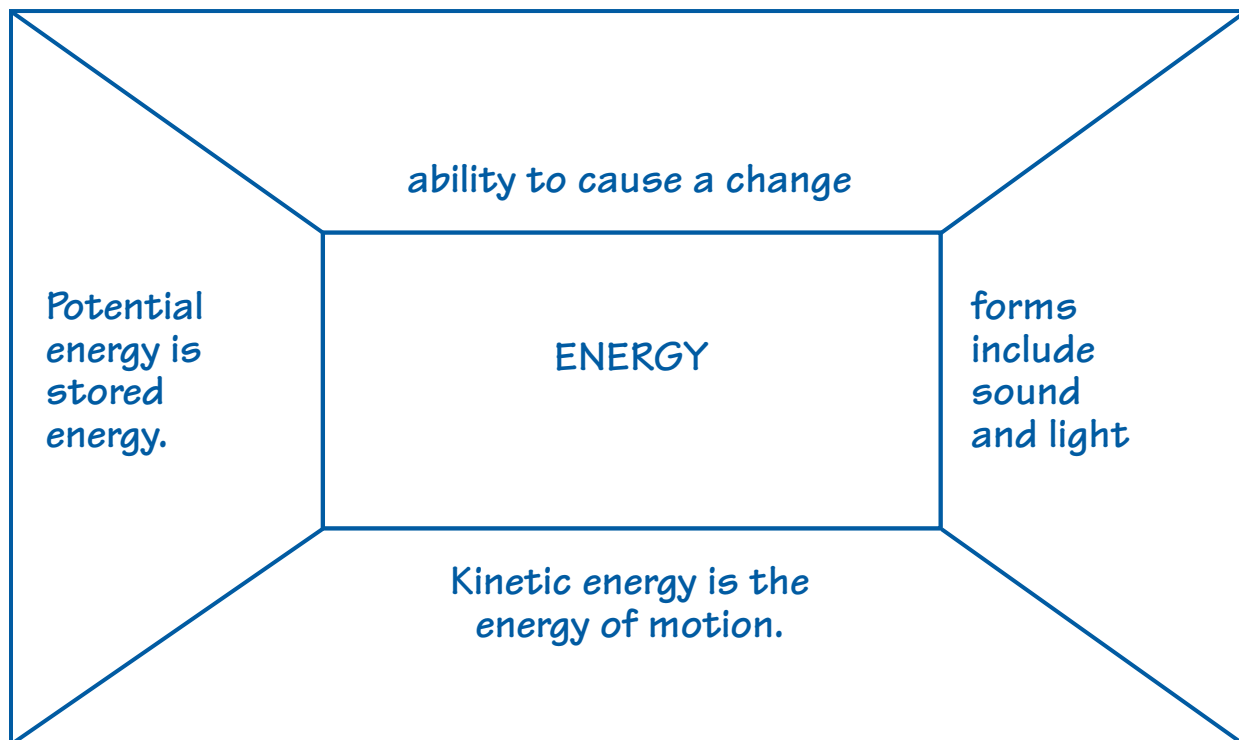 ability to cause a change
Potential
energy is
stored
energy.
ENERGY
forms
include
sound
and light
Kinetic energy is the
energy of motion.